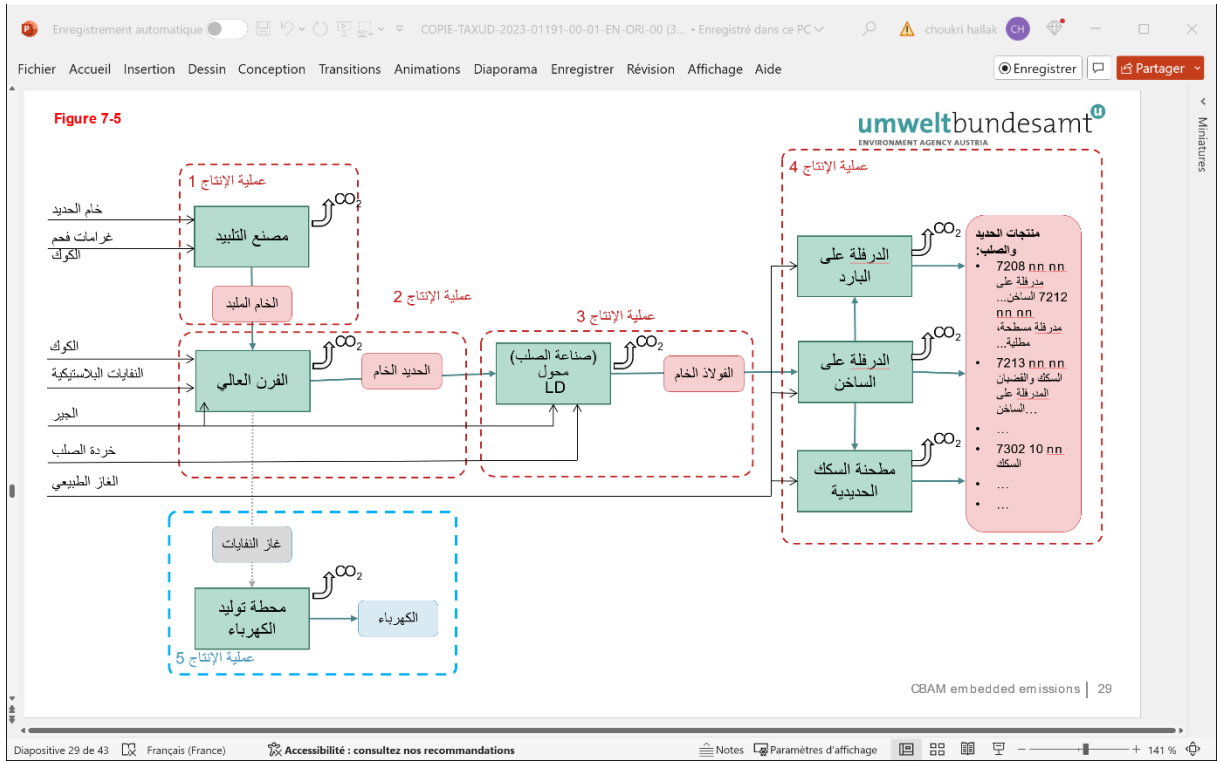 Enregistrement automatique
COPIE-TAXUD-2023-01191-00-01-EN-ORI-00 (3... • Enregistré dans ce PC
choukri hallak
CH
Fichier Accueil Insertion Dessin Conception Transitions Animations Diaporama Enregistrer Révision Affichage Aide
Enregistrer
Partager
Miniatures
Figure 7-5
umweltbundesamt
ENVIRONMENT AGENCY AUSTRIA
عملية الإنتاج 1
خام الحديد
غرامات فحم
الكوك
مصنع التلبيد
CO2
الخام الملبد
عملية الإنتاج 2
الكوك
النفايات البلاستيكية
الجير
خردة الصلب
الغاز الطبيعي
الفرن العالي
CO2
الحديد الخام
عملية الإنتاج 3
(صناعة الصلب)
محول
LD
CO2
الفولاذ الخام
عملية الإنتاج 4
الدرفلة على
البارد
CO2
الدرفلة على
الساخن
CO2
مطحنة السكك
الحديدية
CO2
منتجات الحديد
والصلب:
• 7208 nn nn
مدرفلة على
الساخن... 7212
nn nn
مدرفلة مسطحة،
مطلية...
• 7213 nn nn
السكك والقضبان
المدرفلة على
الساخن...
• ...
• 7302 10 nn
السكك
• ...
• ...
غاز النفايات
محطة توليد
الكهرباء
CO2
الكهرباء
عملية الإنتاج 5
CBAM embedded emissions | 29
Diapositive 29 de 43
Français (France)
Accessibilité : consultez nos recommandations
Notes
Paramètres d'affichage
141 %